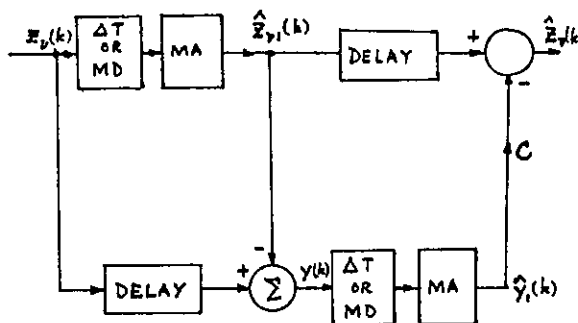 z_v(k)
ΔT
OR
MD
MA
ẑ_v1(k)
DELAY
+
-
ẑ_v(k
C
DELAY
+
-
Σ
y(k)
ΔT
OR
MD
MA
ŷ_1(k)